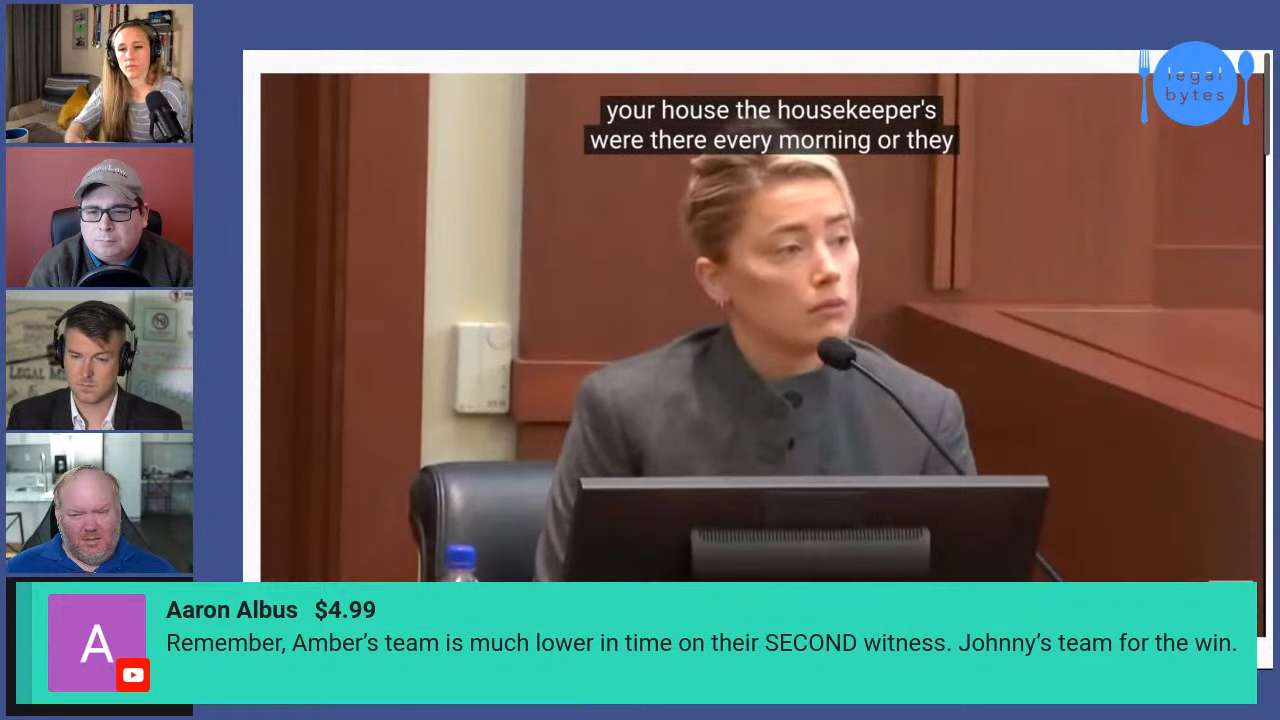 your house the housekeeper's
were there every morning or they
legal
bytes
Aaron Albus $4.99
A
Remember, Amber's team is much lower in time on their SECOND witness. Johnny's team for the win.